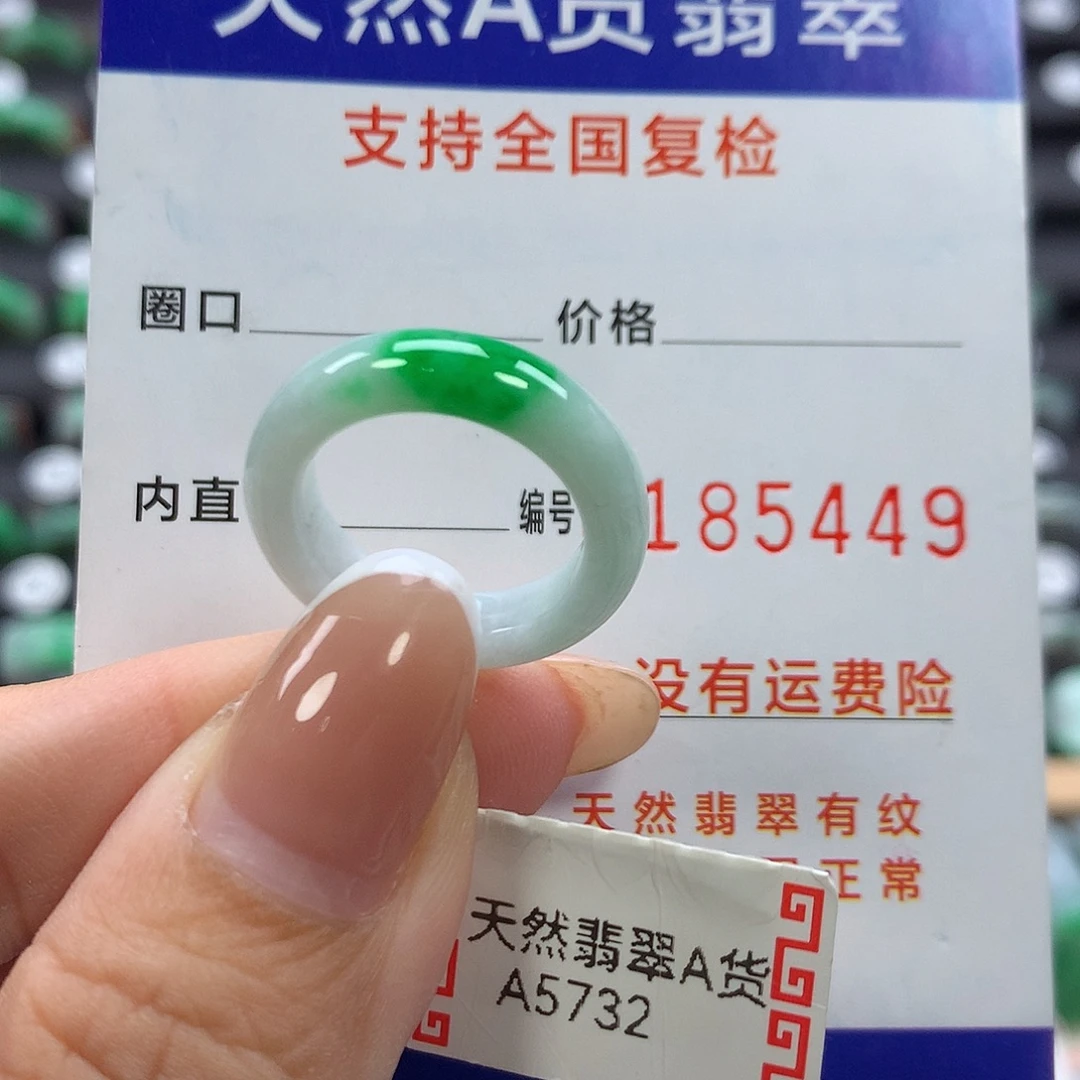 天然A货翡翠
支持全国复检
圈口 价格
内直 编号 185449
没有运费险
天然翡翠有纹
正常
天然翡翠A货
A5732